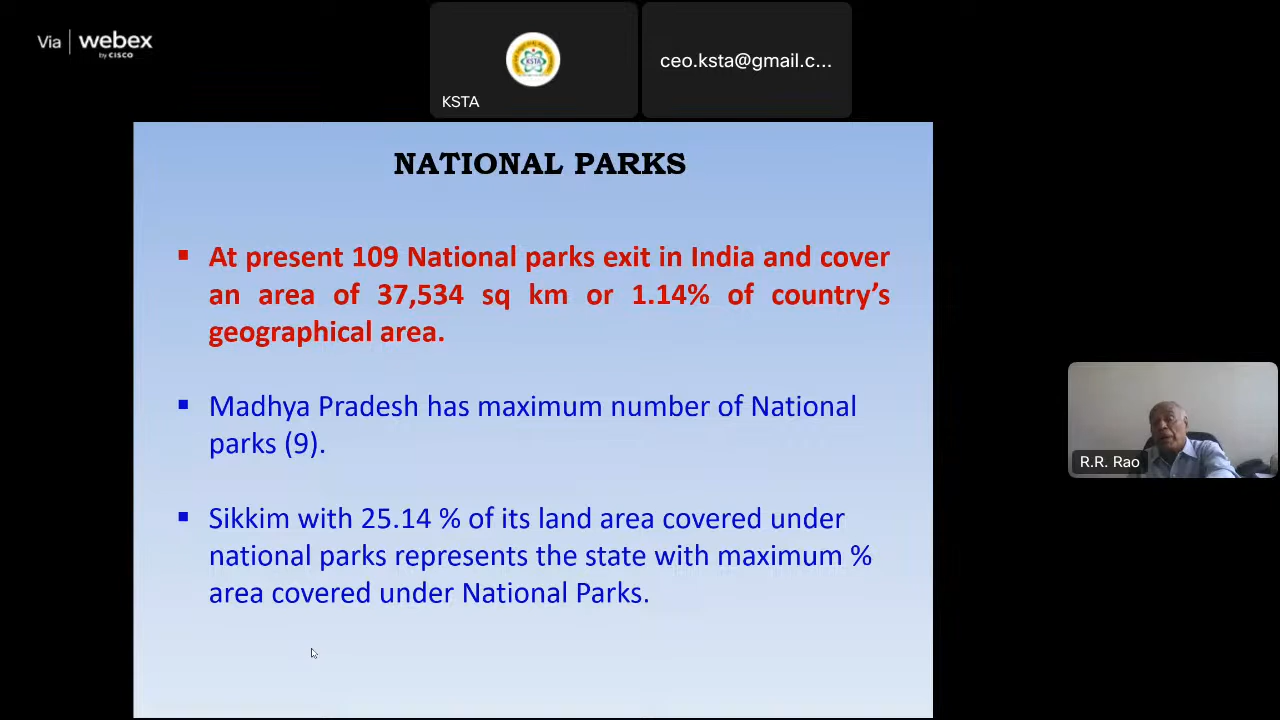 Via webex
by CISCO
KSTA
KSTA
ceo.ksta@gmail.c...
NATIONAL PARKS
▪ At present 109 National parks exit in India and cover
an area of 37,534 sq km or 1.14% of country’s
geographical area.
▪ Madhya Pradesh has maximum number of National
parks (9).
▪ Sikkim with 25.14 % of its land area covered under
national parks represents the state with maximum %
area covered under National Parks.
R.R. Rao